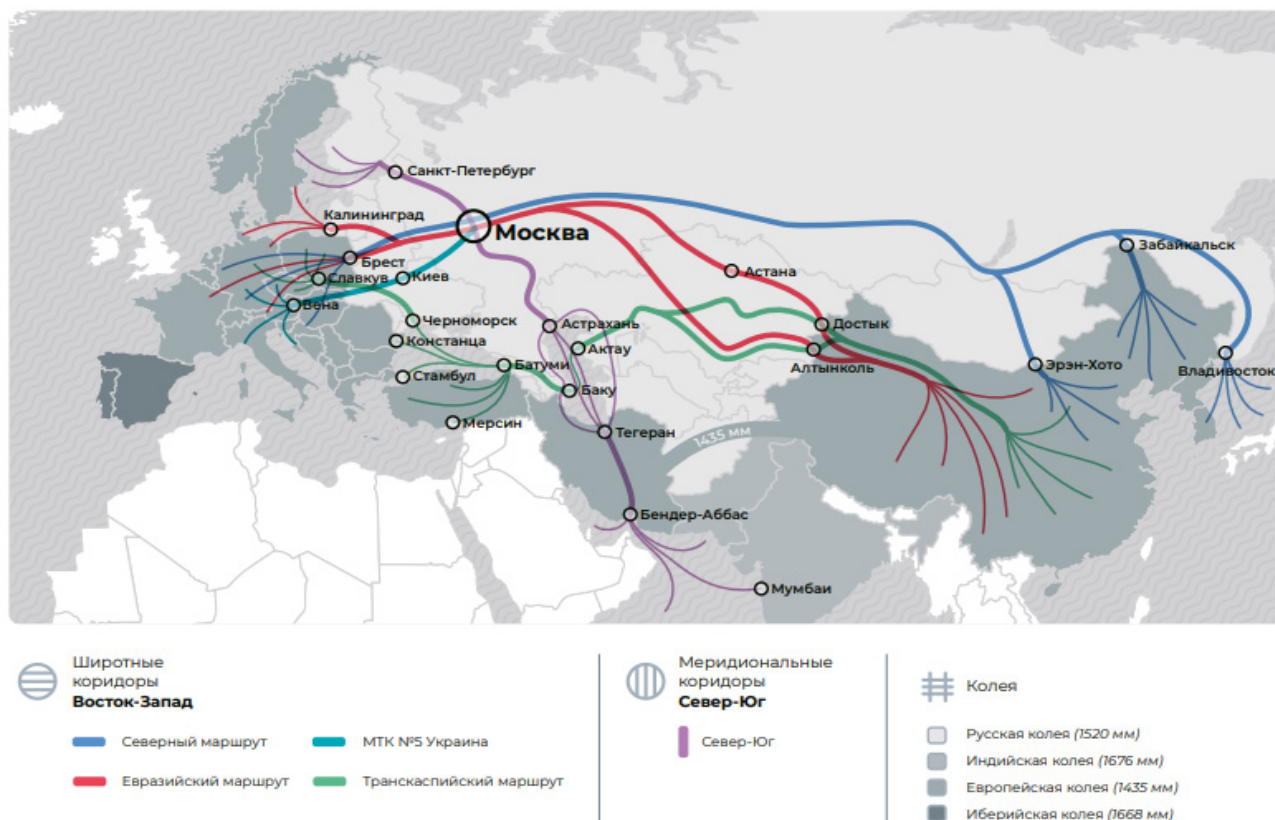 Санкт-Петербург
Калининград
Москва
Забайкальск
Брест
Славкув
Киев
Астана
Вена
Черноморск
Астрахань
Достык
Констанца
Актау
Алтынколь
Эрэн-Хото
Владивосток
Батуми
Стамбул
Баку
Мерсин
Тегеран
1435 мм
Бендер-Аббас
Мумбаи
Широтные
коридоры
Восток-Запад
Северный маршрут
МТК №5 Украина
Евразийский маршрут
Транскаспийский маршрут
Меридиональные
коридоры
Север-Юг
Север-Юг
Колея
Русская колея (1520 мм)
Индийская колея (1676 мм)
Европейская колея (1435 мм)
Иберийская колея (1668 мм)